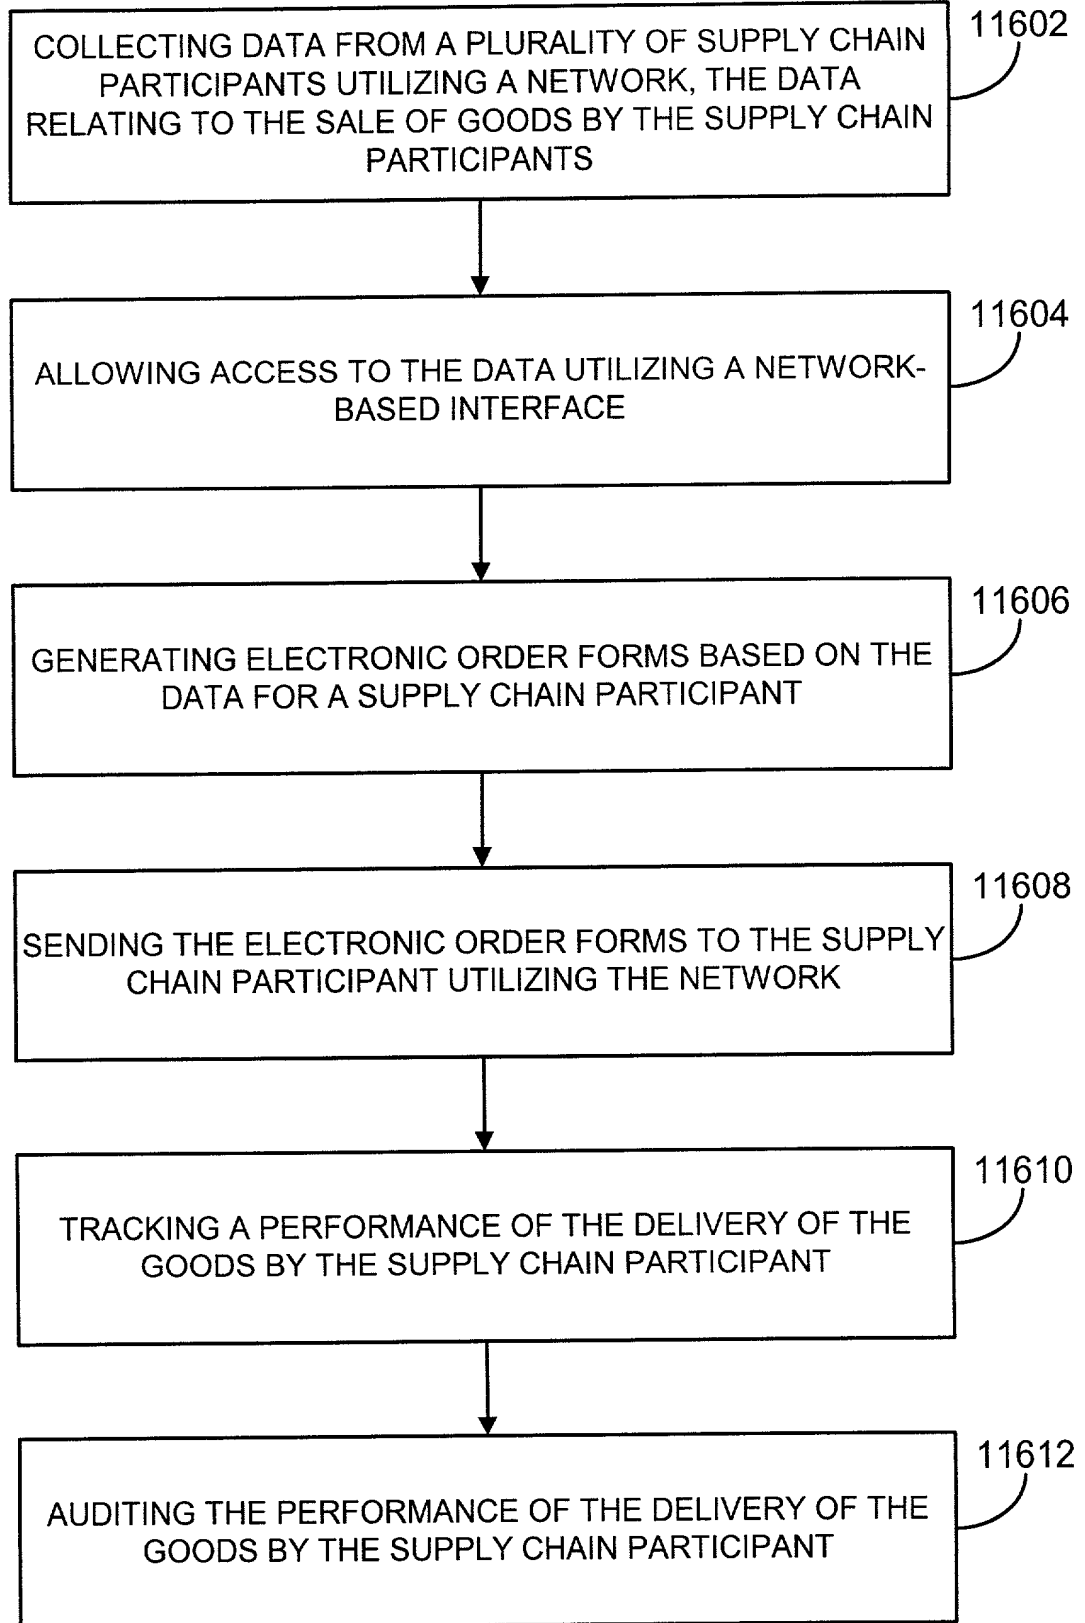 11602
COLLECTING DATA FROM A PLURALITY OF SUPPLY CHAIN
PARTICIPANTS UTILIZING A NETWORK, THE DATA
RELATING TO THE SALE OF GOODS BY THE SUPPLY CHAIN
PARTICIPANTS
11604
ALLOWING ACCESS TO THE DATA UTILIZING A NETWORK-
BASED INTERFACE
11606
GENERATING ELECTRONIC ORDER FORMS BASED ON THE
DATA FOR A SUPPLY CHAIN PARTICIPANT
11608
SENDING THE ELECTRONIC ORDER FORMS TO THE SUPPLY
CHAIN PARTICIPANT UTILIZING THE NETWORK
11610
TRACKING A PERFORMANCE OF THE DELIVERY OF THE
GOODS BY THE SUPPLY CHAIN PARTICIPANT
11612
AUDITING THE PERFORMANCE OF THE DELIVERY OF THE
GOODS BY THE SUPPLY CHAIN PARTICIPANT